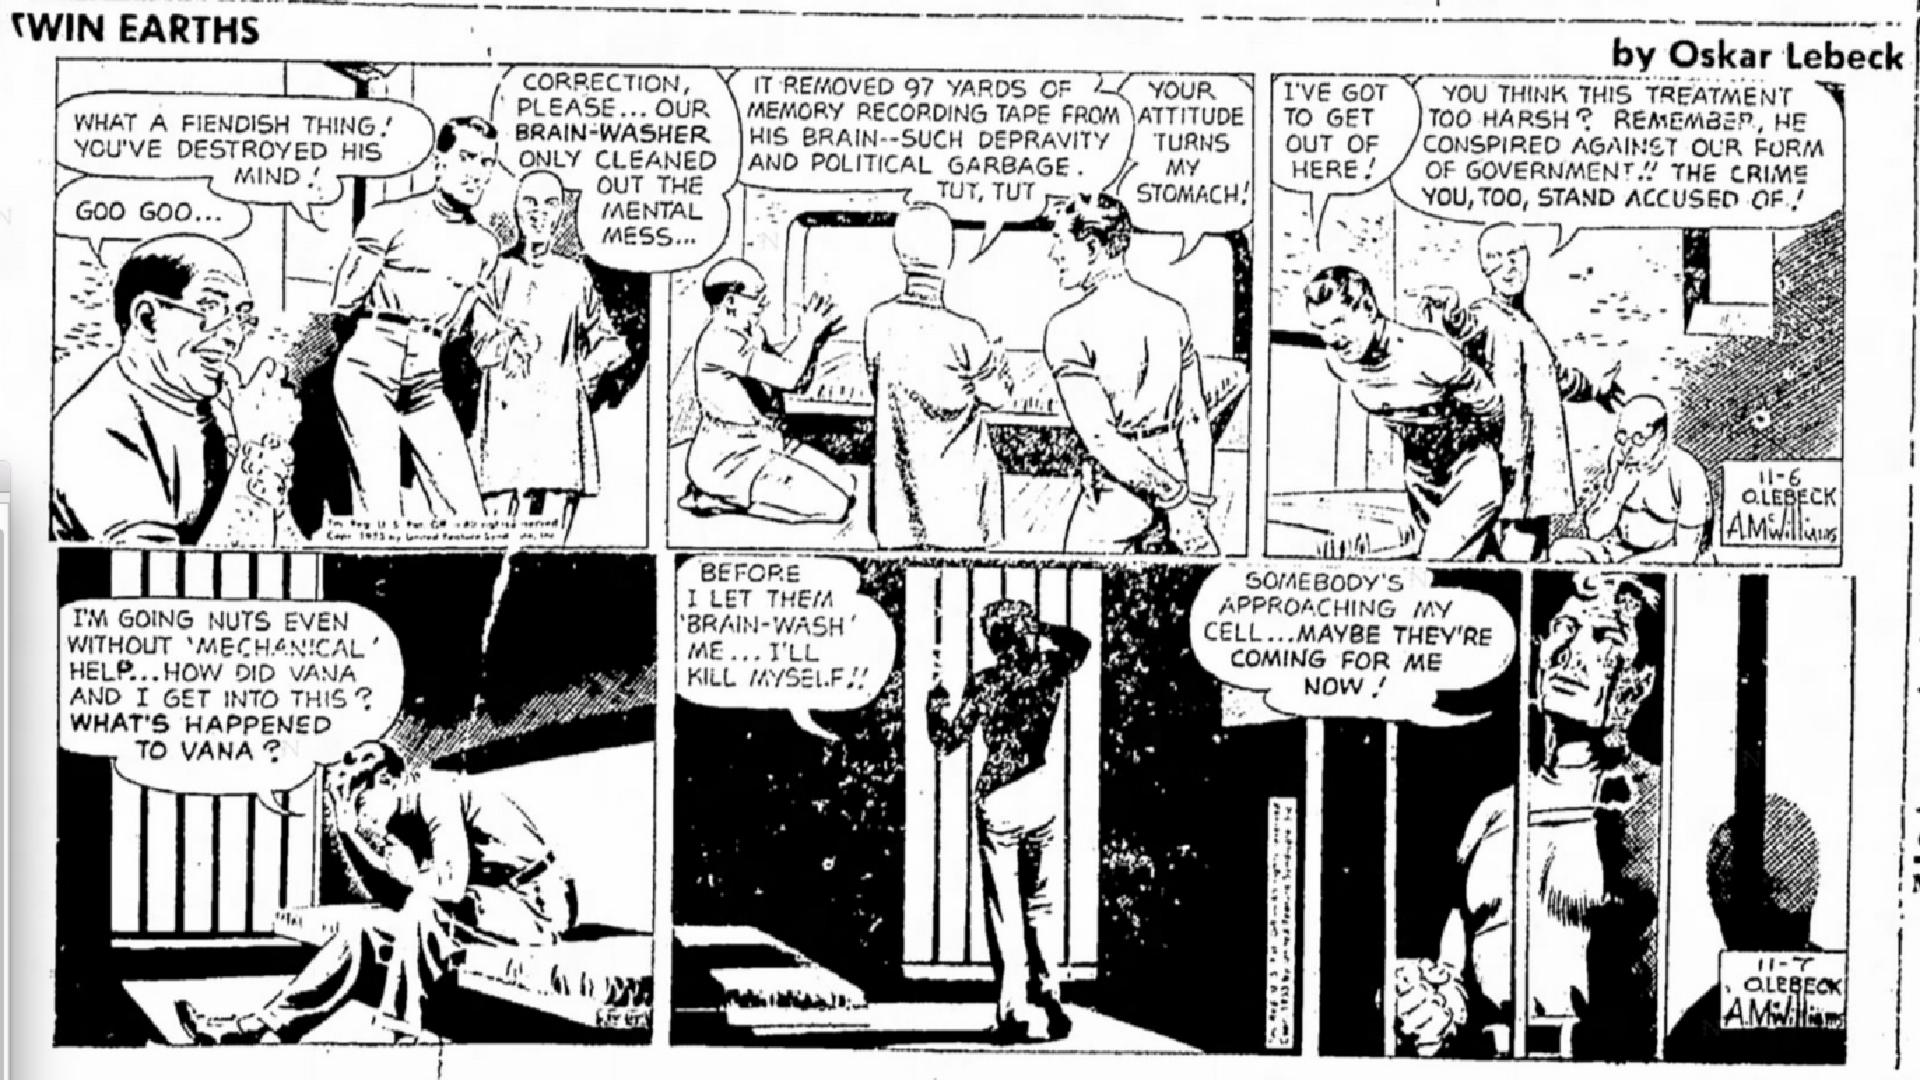 TWIN EARTHS
by Oskar Lebeck
WHAT A FIENDISH THING!
YOU'VE DESTROYED HIS
MIND!
GOO GOO...
CORRECTION,
PLEASE... OUR
BRAIN-WASHER
ONLY CLEANED
OUT THE
MENTAL
MESS...
IT REMOVED 97 YARDS OF
MEMORY RECORDING TAPE FROM
HIS BRAIN--SUCH DEPRAVITY
AND POLITICAL GARBAGE.
TUT, TUT
YOUR
ATTITUDE
TURNS
MY
STOMACH!
I'VE GOT
TO GET
OUT OF
HERE!
YOU THINK THIS TREATMENT
TOO HARSH? REMEMBER, HE
CONSPIRED AGAINST OUR FORM
OF GOVERNMENT!! THE CRIME
YOU, TOO, STAND ACCUSED OF!
11-6
O.LEBECK
A.McWilliams
I'M GOING NUTS EVEN
WITHOUT 'MECHANICAL'
HELP...HOW DID VANA
AND I GET INTO THIS?
WHAT'S HAPPENED
TO VANA?
BEFORE
I LET THEM
'BRAIN-WASH'
ME... I'LL
KILL MYSELF!!
SOMEBODY'S
APPROACHING MY
CELL...MAYBE THEY'RE
COMING FOR ME
NOW!
11-7
O.LEBECK
A.McWilliams